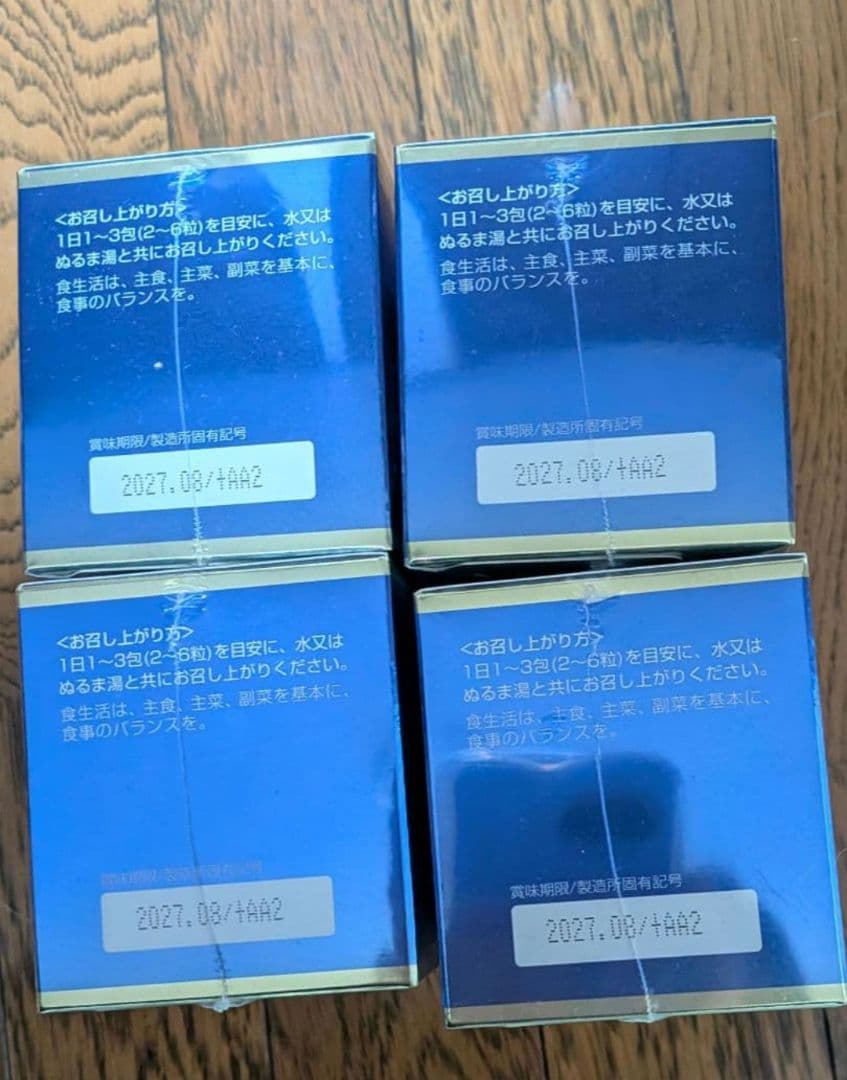 <お召し上がり方>
1日1～3包(2～6粒)を目安に、水又は
ぬるま湯と共にお召し上がりください。
食生活は、主食、主菜、副菜を基本に、
食事のバランスを。
賞味期限/製造所固有記号
2027.08/tAA2
<お召し上がり方>
1日1～3包(2～6粒)を目安に、水又は
ぬるま湯と共にお召し上がりください。
食生活は、主食、主菜、副菜を基本に、
食事のバランスを。
賞味期限/製造所固有記号
2027.08/tAA2
<お召し上がり方>
1日1～3包(2～6粒)を目安に、水又は
ぬるま湯と共にお召し上がりください。
食生活は、主食、主菜、副菜を基本に、
食事のバランスを。
賞味期限/製造所固有記号
2027.08/tAA2
<お召し上がり方>
1日1～3包(2～6粒)を目安に、水又は
ぬるま湯と共にお召し上がりください。
食生活は、主食、主菜、副菜を基本に、
食事のバランスを。
賞味期限/製造所固有記号
2027.08/tAA2